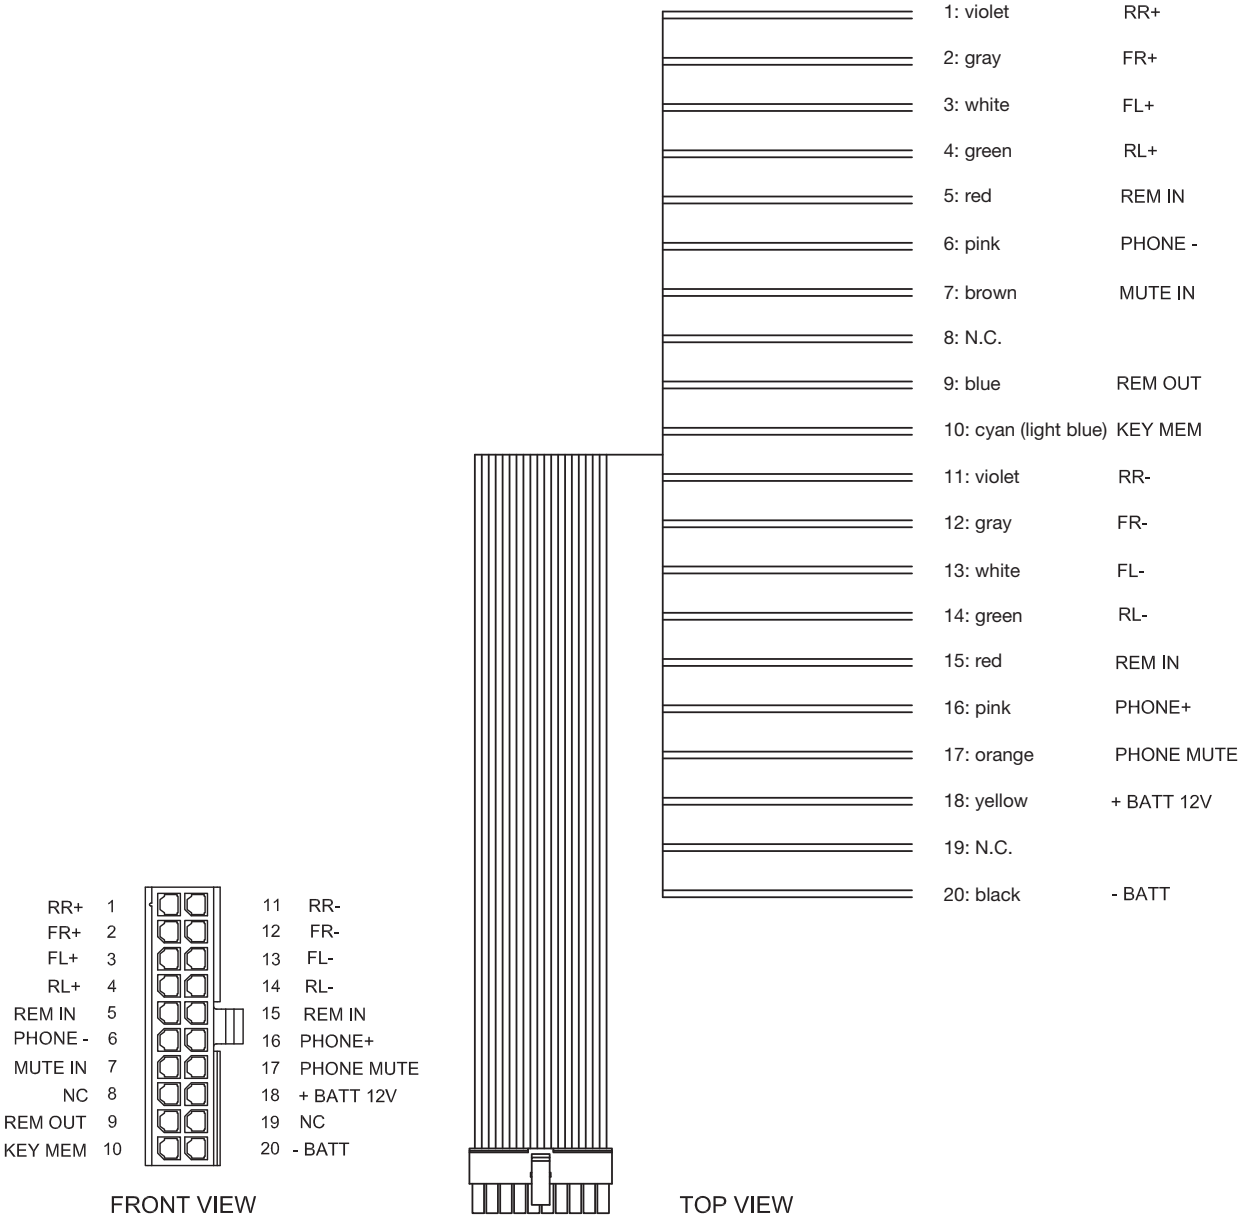 1: violet RR+
2: gray FR+
3: white FL+
4: green RL+
5: red REM IN
6: pink PHONE -
7: brown MUTE IN
8: N.C.
9: blue REM OUT
10: cyan (light blue) KEY MEM
11: violet RR-
12: gray FR-
13: white FL-
14: green RL-
15: red REM IN
16: pink PHONE+
17: orange PHONE MUTE
18: yellow + BATT 12V
19: N.C.
20: black - BATT
RR+ 1 11 RR-
FR+ 2 12 FR-
FL+ 3 13 FL-
RL+ 4 14 RL-
REM IN 5 15 REM IN
PHONE - 6 16 PHONE+
MUTE IN 7 17 PHONE MUTE
NC 8 18 + BATT 12V
REM OUT 9 19 NC
KEY MEM 10 20 - BATT
FRONT VIEW TOP VIEW